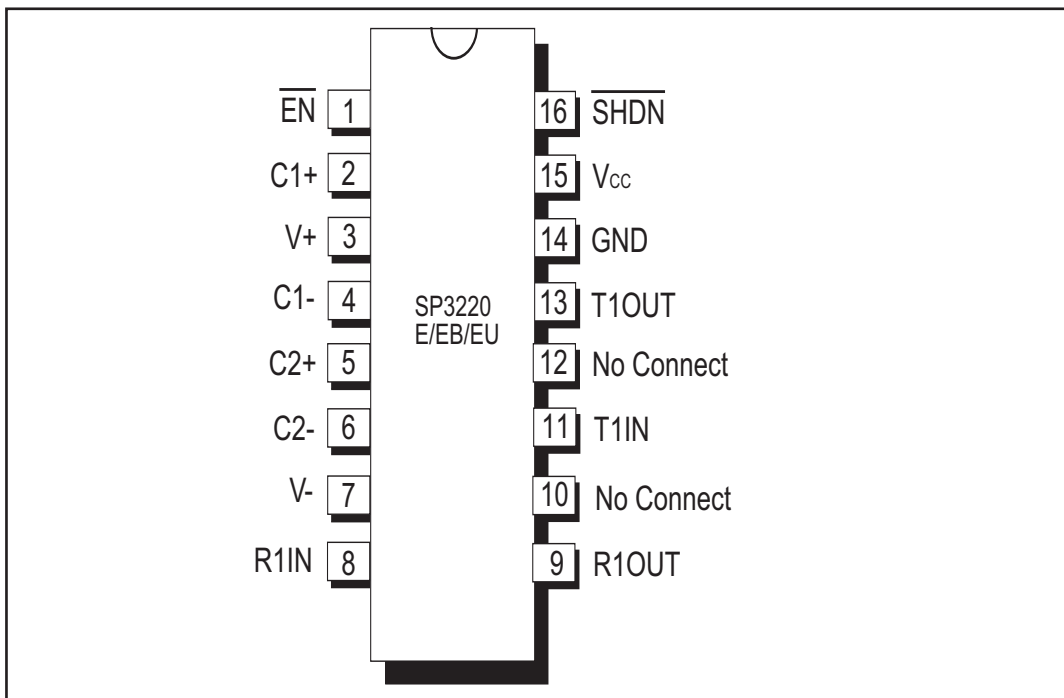 EN 1 16 SHDN
C1+ 2 15 Vcc
V+ 3 14 GND
C1- 4 13 T1OUT
SP3220
E/EB/EU
C2+ 5 12 No Connect
C2- 6 11 T1IN
V- 7 10 No Connect
R1IN 8 9 R1OUT